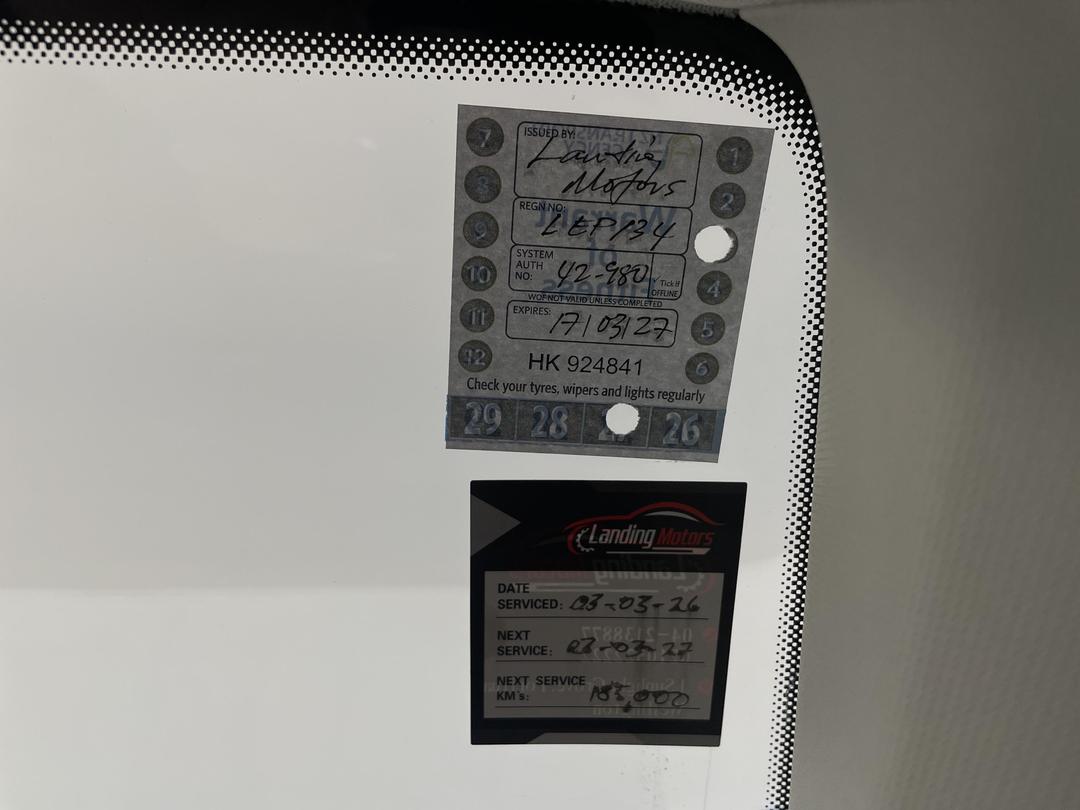 ISSUED BY:
Landing
Motors
REGN NO:
LEP134
SYSTEM
AUTH
NO:
42-980
Tick if
OFFLINE
WOF NOT VALID UNLESS COMPLETED
EXPIRES:
17/03/27
HK 924841
Check your tyres, wipers and lights regularly
7
8
9
10
11
12
1
2
4
5
6
29 28 27 26
Landing Motors
DATE
SERVICED: 03-03-26
NEXT
SERVICE: 03-03-27
NEXT SERVICE
KM's: 185,000